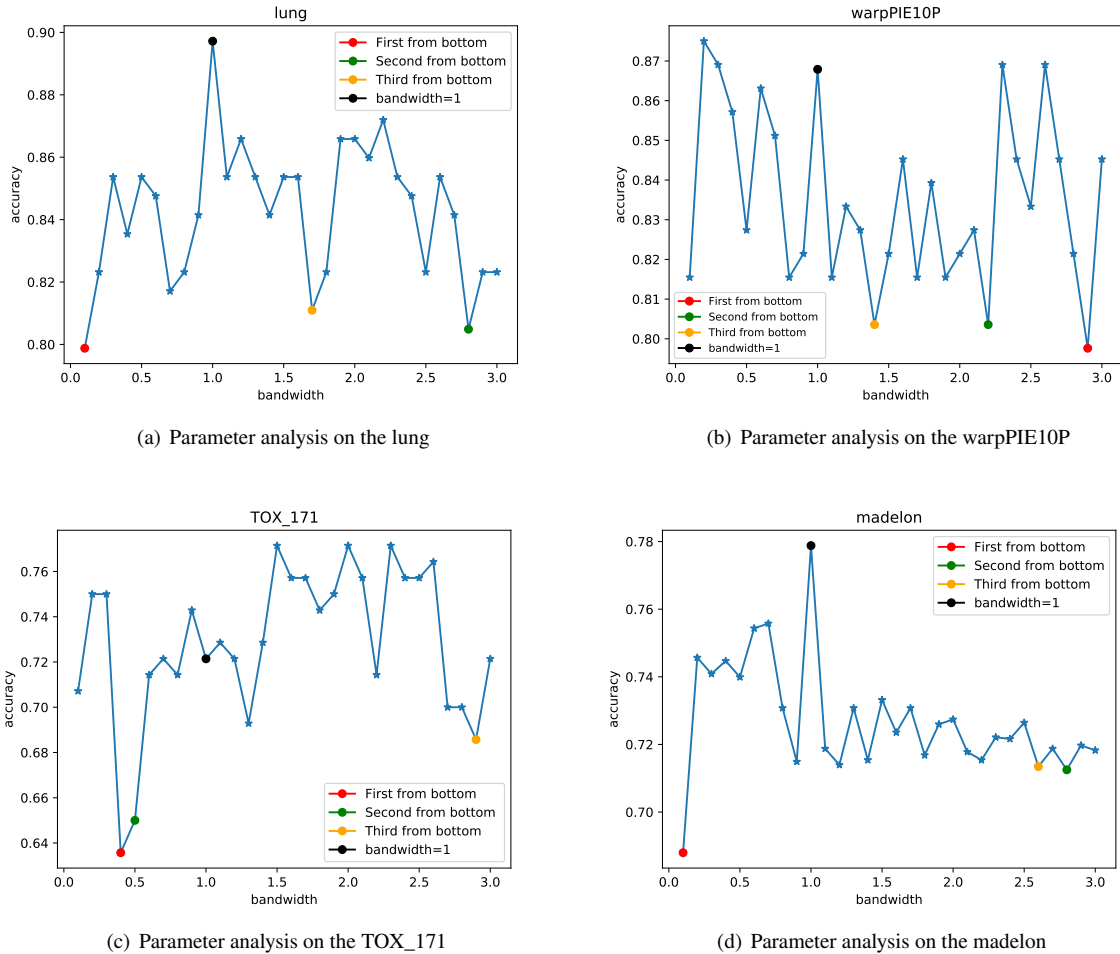 lung
0.90
0.88
0.86
0.84
0.82
0.80
accuracy
0.0 0.5 1.0 1.5 2.0 2.5 3.0
bandwidth
First from bottom
Second from bottom
Third from bottom
bandwidth=1
(a) Parameter analysis on the lung
warpPIE10P
0.87
0.86
0.85
0.84
0.83
0.82
0.81
0.80
accuracy
0.0 0.5 1.0 1.5 2.0 2.5 3.0
bandwidth
First from bottom
Second from bottom
Third from bottom
bandwidth=1
(b) Parameter analysis on the warpPIE10P
TOX_171
0.76
0.74
0.72
0.70
0.68
0.66
0.64
accuracy
0.0 0.5 1.0 1.5 2.0 2.5 3.0
bandwidth
First from bottom
Second from bottom
Third from bottom
bandwidth=1
(c) Parameter analysis on the TOX_171
madelon
0.78
0.76
0.74
0.72
0.70
accuracy
0.0 0.5 1.0 1.5 2.0 2.5 3.0
bandwidth
First from bottom
Second from bottom
Third from bottom
bandwidth=1
(d) Parameter analysis on the madelon